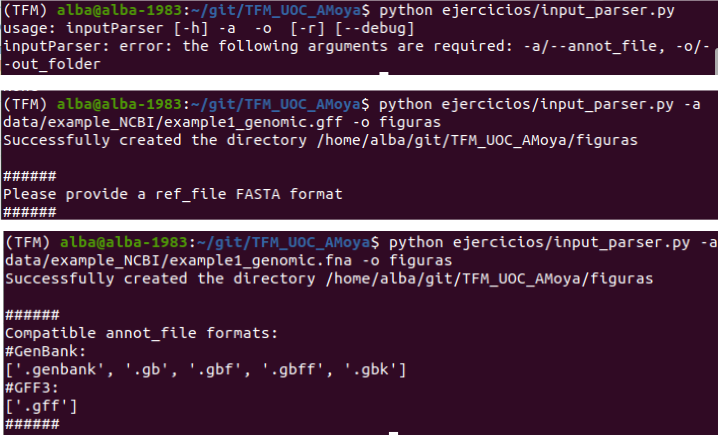 (TFM) alba@alba-1983:~/git/TFM_UOC_AMoya$ python ejercicios/input_parser.py
usage: inputParser [-h] -a  -o  [-r] [--debug]
inputParser: error: the following arguments are required: -a/--annot_file, -o/-
-out_folder
(TFM) alba@alba-1983:~/git/TFM_UOC_AMoya$ python ejercicios/input_parser.py -a
data/example_NCBI/example1_genomic.gff -o figuras
Successfully created the directory /home/alba/git/TFM_UOC_AMoya/figuras
######
Please provide a ref_file FASTA format
######
(TFM) alba@alba-1983:~/git/TFM_UOC_AMoya$ python ejercicios/input_parser.py -a
data/example_NCBI/example1_genomic.fna -o figuras
Successfully created the directory /home/alba/git/TFM_UOC_AMoya/figuras
######
Compatible annot_file formats:
#GenBank:
['.genbank', '.gb', '.gbf', '.gbff', '.gbk']
#GFF3:
['.gff']
######